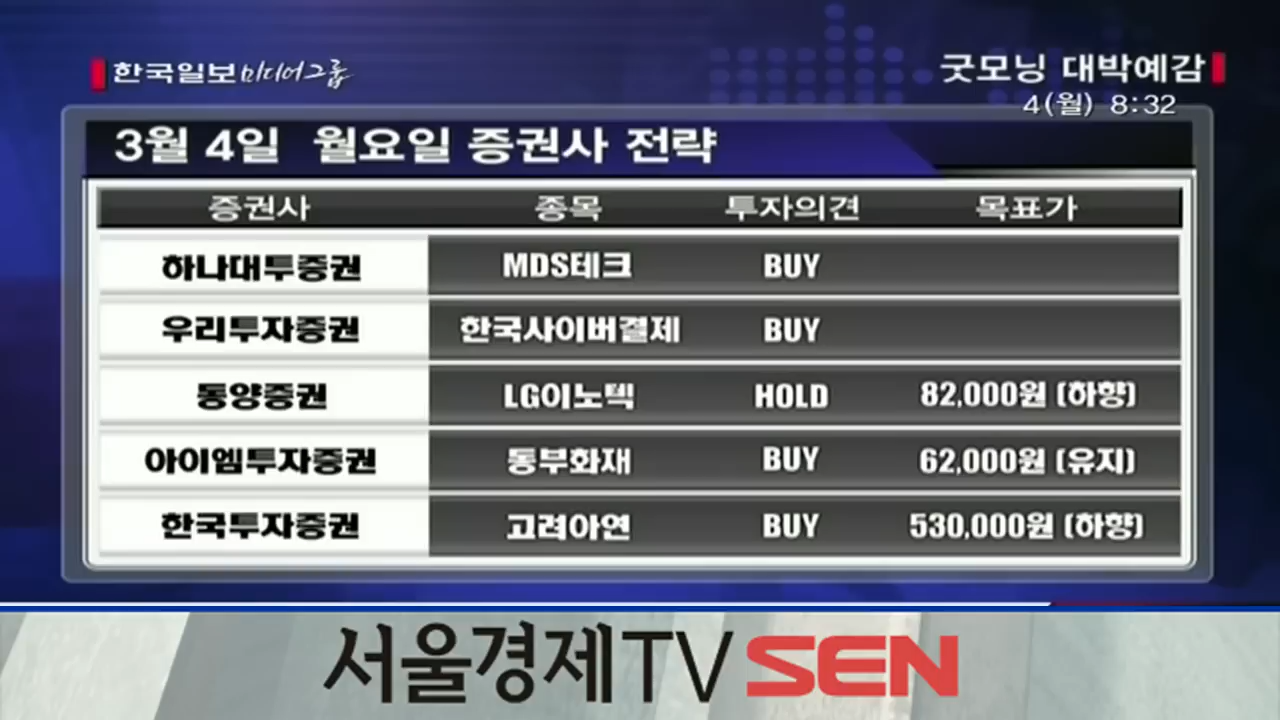 한국일보미디어그룹
굿모닝 대박예감
4(월) 8:32
3월 4일 월요일 증권사 전략
증권사 종목 투자의견 목표가
하나대투증권 MDS테크 BUY
우리투자증권 한국사이버결제 BUY
동양증권 LG이노텍 HOLD 82,000원 (하향)
아이엠투자증권 동부화재 BUY 62,000원 (유지)
한국투자증권 고려아연 BUY 530,000원 (하향)
서울경제TV SEN